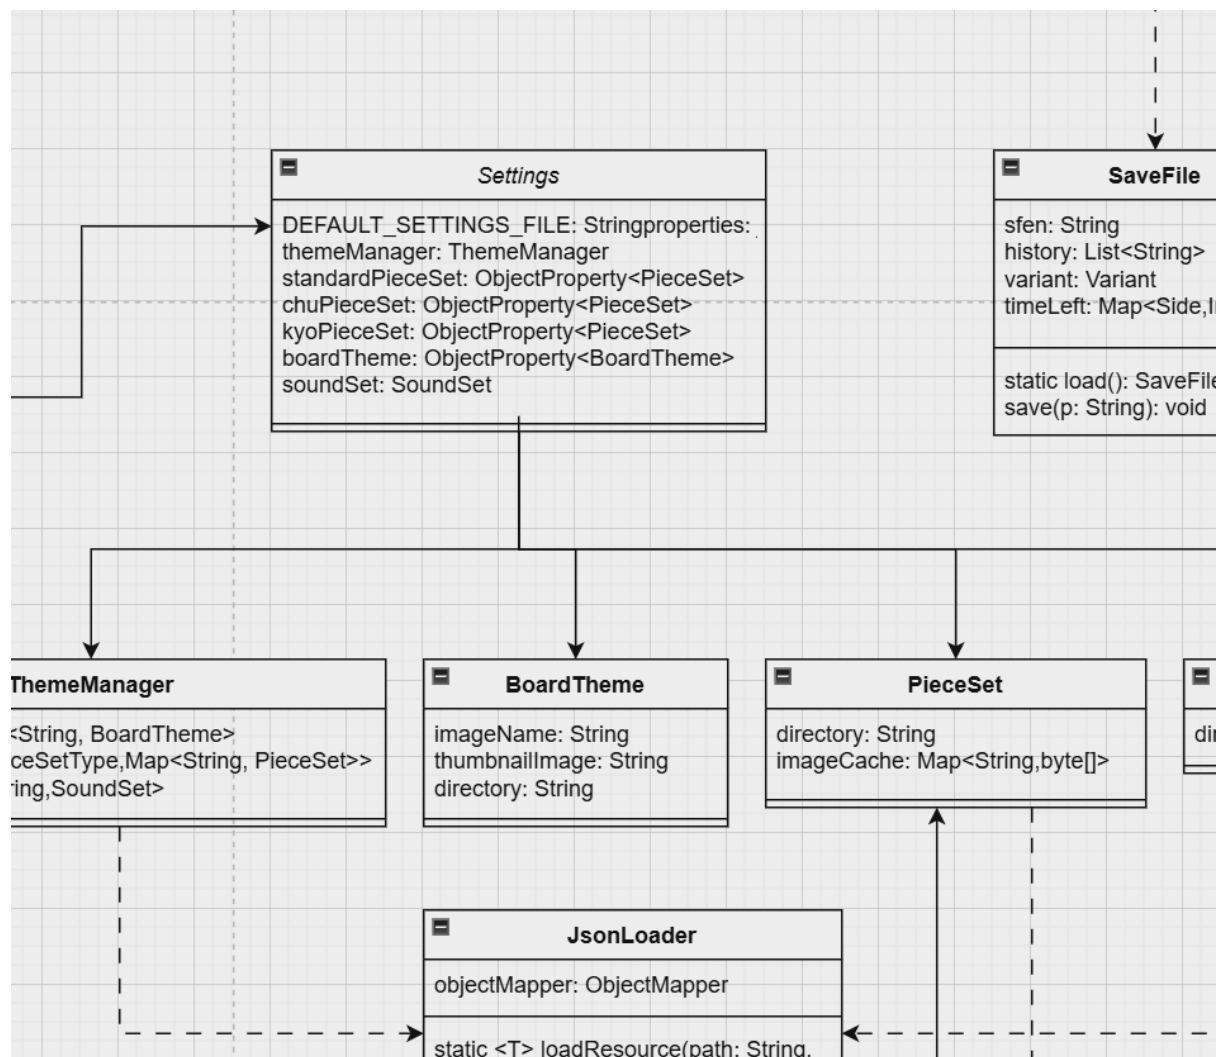 Settings
DEFAULT_SETTINGS_FILE: Stringproperties:
themeManager: ThemeManager
standardPieceSet: ObjectProperty<PieceSet>
chuPieceSet: ObjectProperty<PieceSet>
kyoPieceSet: ObjectProperty<PieceSet>
boardTheme: ObjectProperty<BoardTheme>
soundSet: SoundSet
SaveFile
sfen: String
history: List<String>
variant: Variant
timeLeft: Map<Side,
static load(): SaveFile
save(p: String): void
ThemeManager
<String, BoardTheme>
ceSetType,Map<String, PieceSet>>
ring,SoundSet>
BoardTheme
imageName: String
thumbnailImage: String
directory: String
PieceSet
directory: String
imageCache: Map<String,byte[]>
JsonLoader
objectMapper: ObjectMapper
static <T> loadResource(path: String,